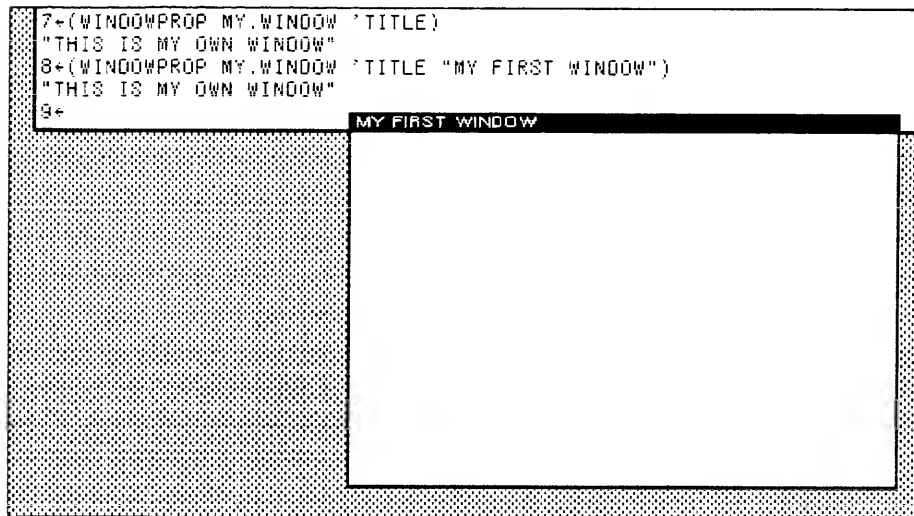 7←(WINDOWPROP MY.WINDOW 'TITLE)
"THIS IS MY OWN WINDOW"
8←(WINDOWPROP MY.WINDOW 'TITLE "MY FIRST WINDOW")
"THIS IS MY OWN WINDOW"
9←
MY FIRST WINDOW